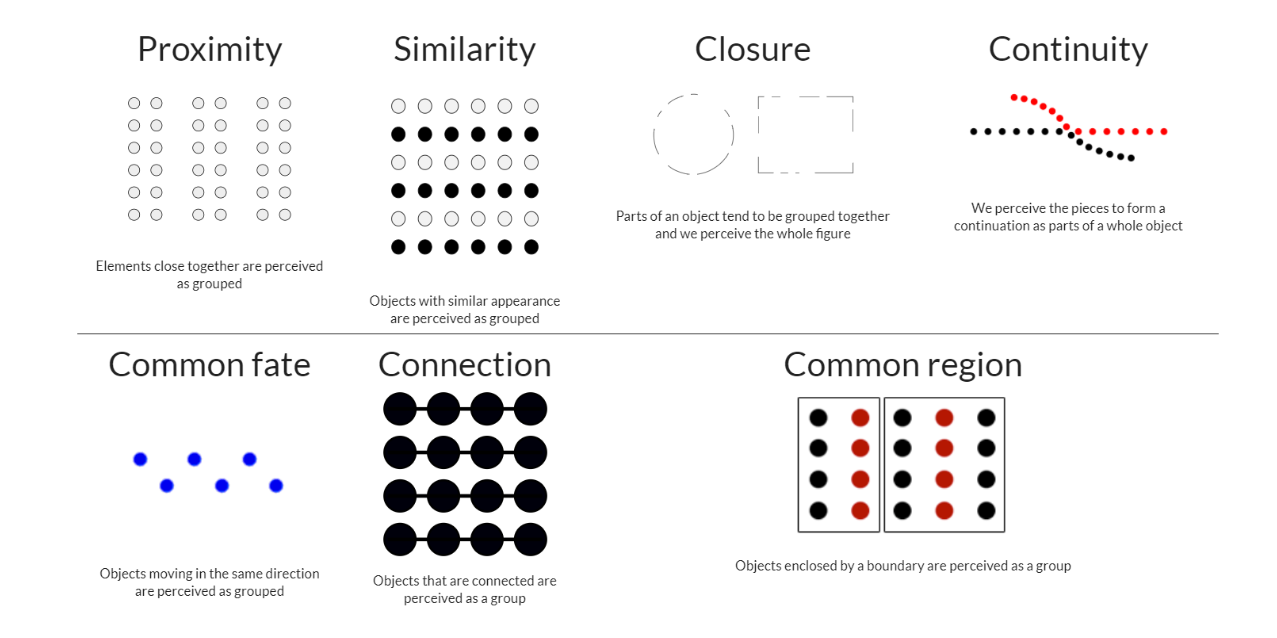 Proximity
Similarity
Closure
Continuity
Elements close together are perceived
as grouped
Objects with similar appearance
are perceived as grouped
Parts of an object tend to be grouped together
and we perceive the whole figure
We perceive the pieces to form a
continuation as parts of a whole object
Common fate
Connection
Common region
Objects moving in the same direction
are perceived as grouped
Objects that are connected are
perceived as a group
Objects enclosed by a boundary are perceived as a group